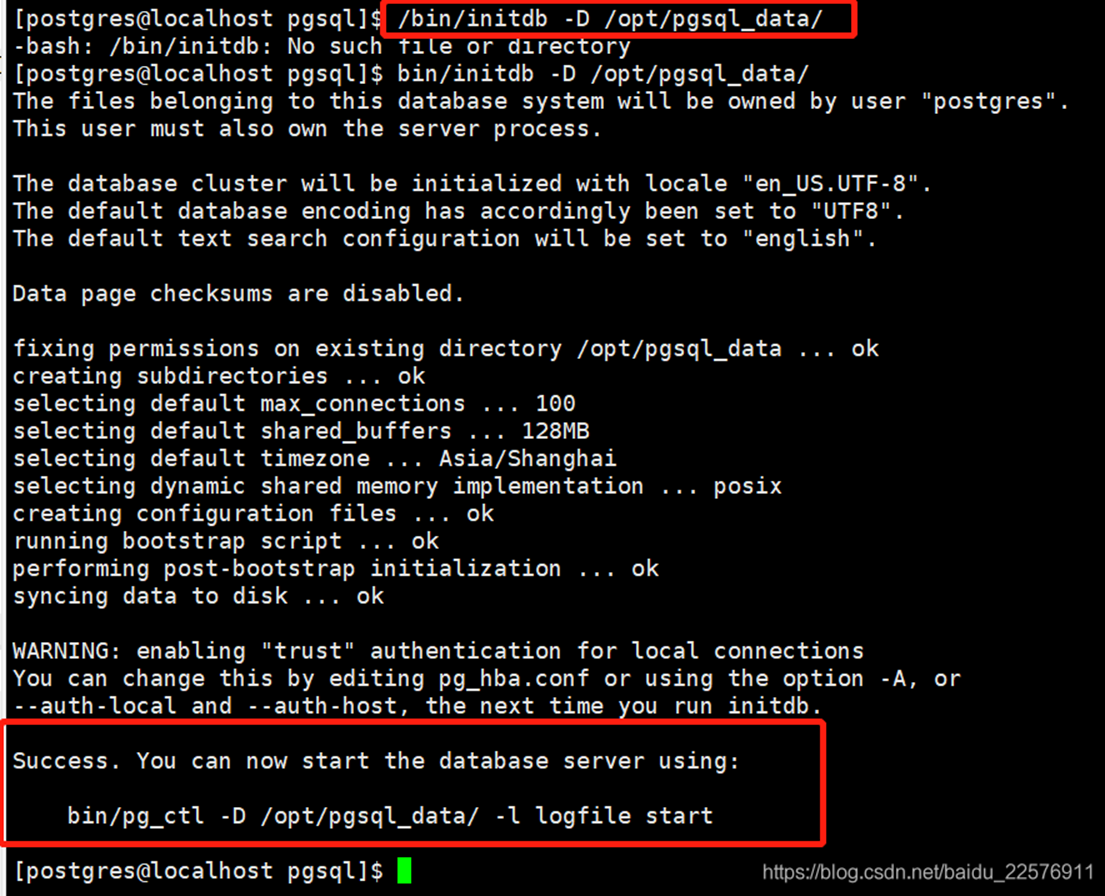 [postgres@localhost pgsql]$ /bin/initdb -D /opt/pgsql_data/
-bash: /bin/initdb: No such file or directory
[postgres@localhost pgsql]$ bin/initdb -D /opt/pgsql_data/
The files belonging to this database system will be owned by user "postgres".
This user must also own the server process.
The database cluster will be initialized with locale "en_US.UTF-8".
The default database encoding has accordingly been set to "UTF8".
The default text search configuration will be set to "english".
Data page checksums are disabled.
fixing permissions on existing directory /opt/pgsql_data ... ok
creating subdirectories ... ok
selecting default max_connections ... 100
selecting default shared_buffers ... 128MB
selecting default timezone ... Asia/Shanghai
selecting dynamic shared memory implementation ... posix
creating configuration files ... ok
running bootstrap script ... ok
performing post-bootstrap initialization ... ok
syncing data to disk ... ok
WARNING: enabling "trust" authentication for local connections
You can change this by editing pg_hba.conf or using the option -A, or
--auth-local and --auth-host, the next time you run initdb.
Success. You can now start the database server using:
bin/pg_ctl -D /opt/pgsql_data/ -l logfile start
[postgres@localhost pgsql]$
https://blog.csdn.net/baidu_22576911